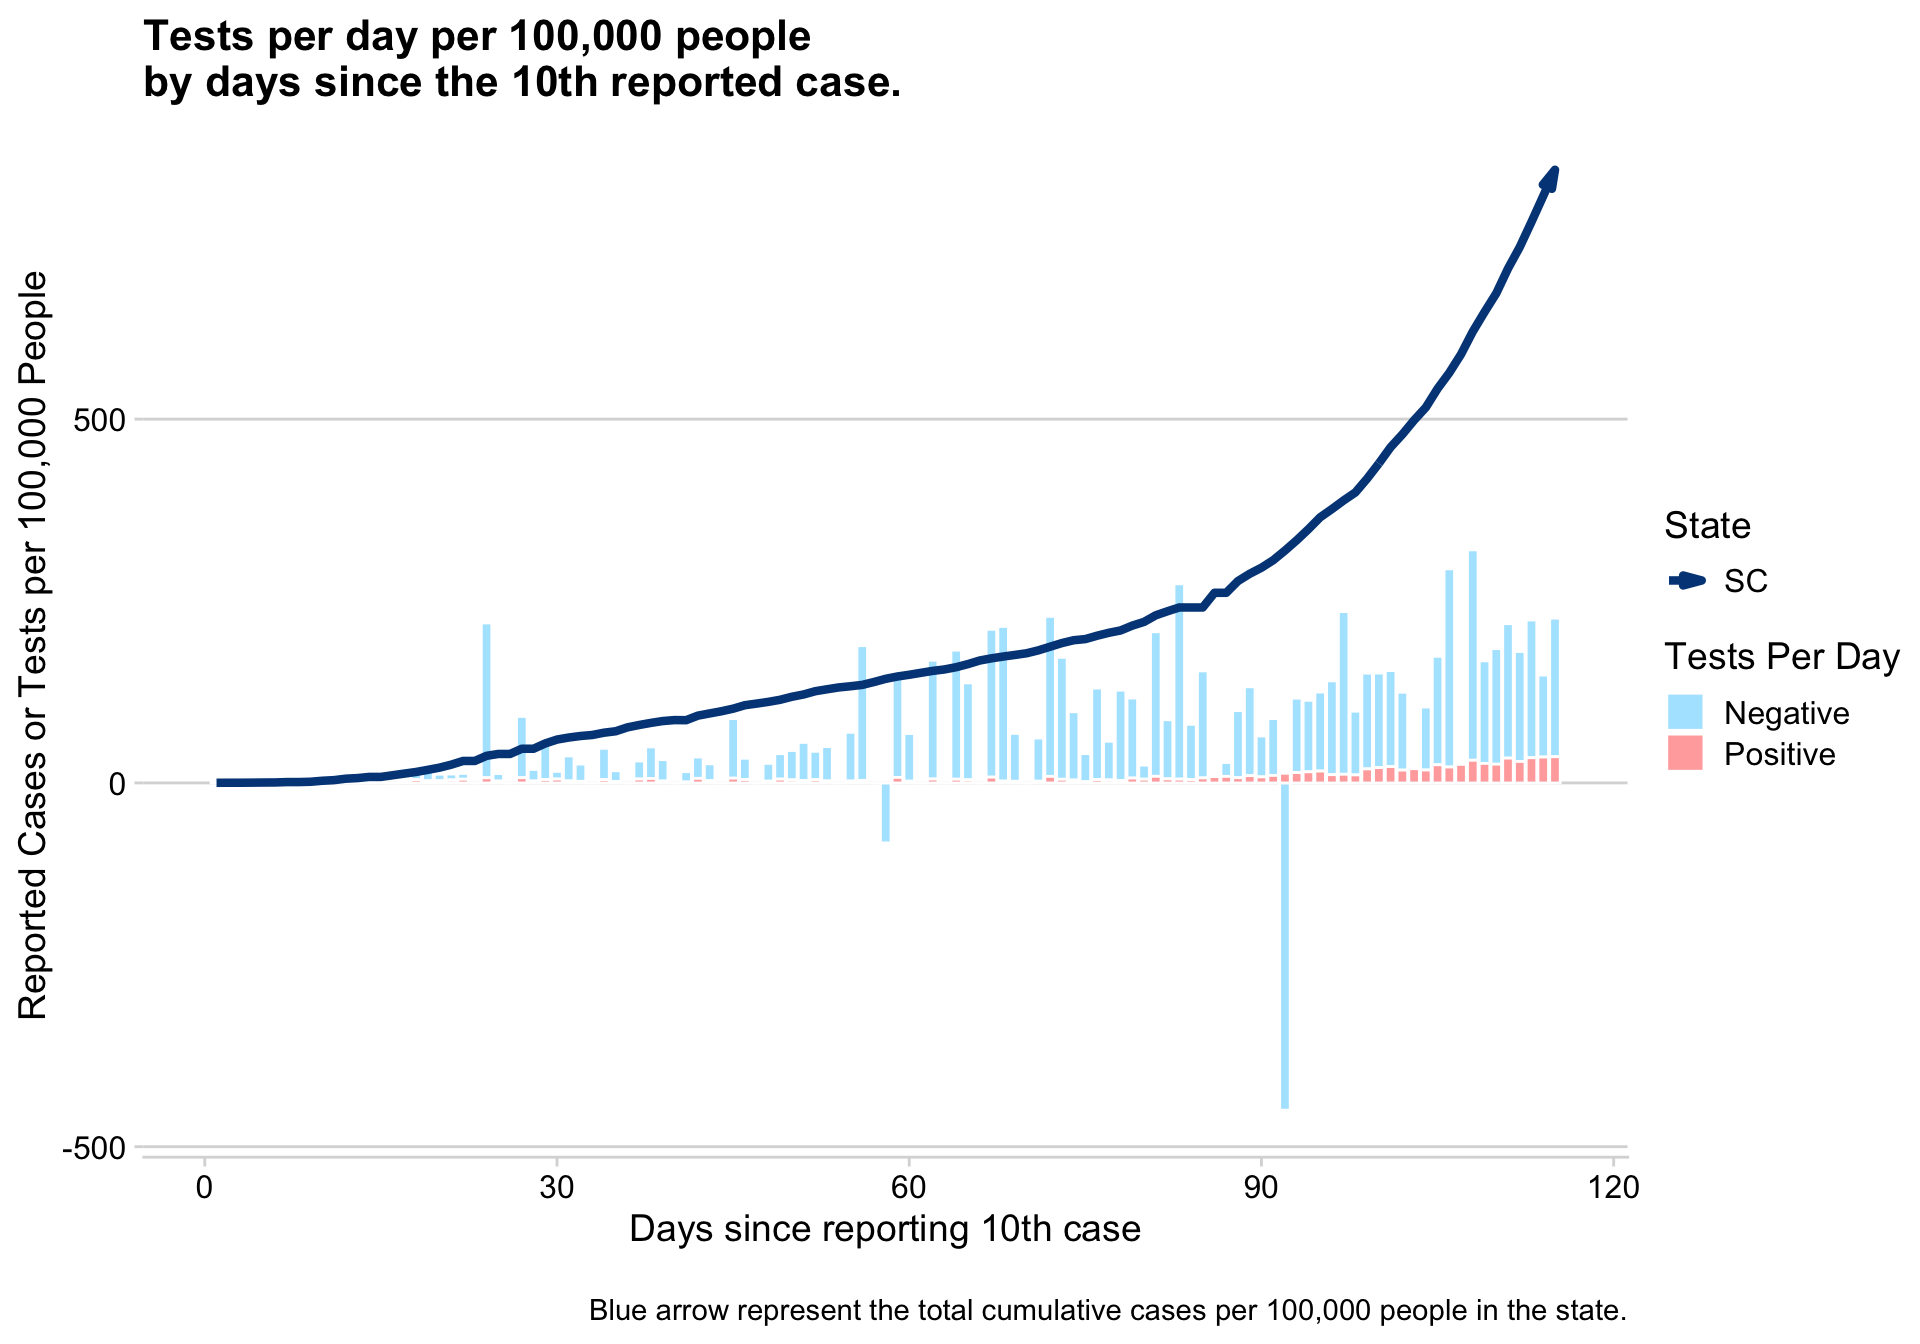 Tests per day per 100,000 people
by days since the 10th reported case.
Reported Cases or Tests per 100,000 People
500
0
-500
0
30
60
90
120
Days since reporting 10th case
State
SC
Tests Per Day
Negative
Positive
Blue arrow represent the total cumulative cases per 100,000 people in the state.